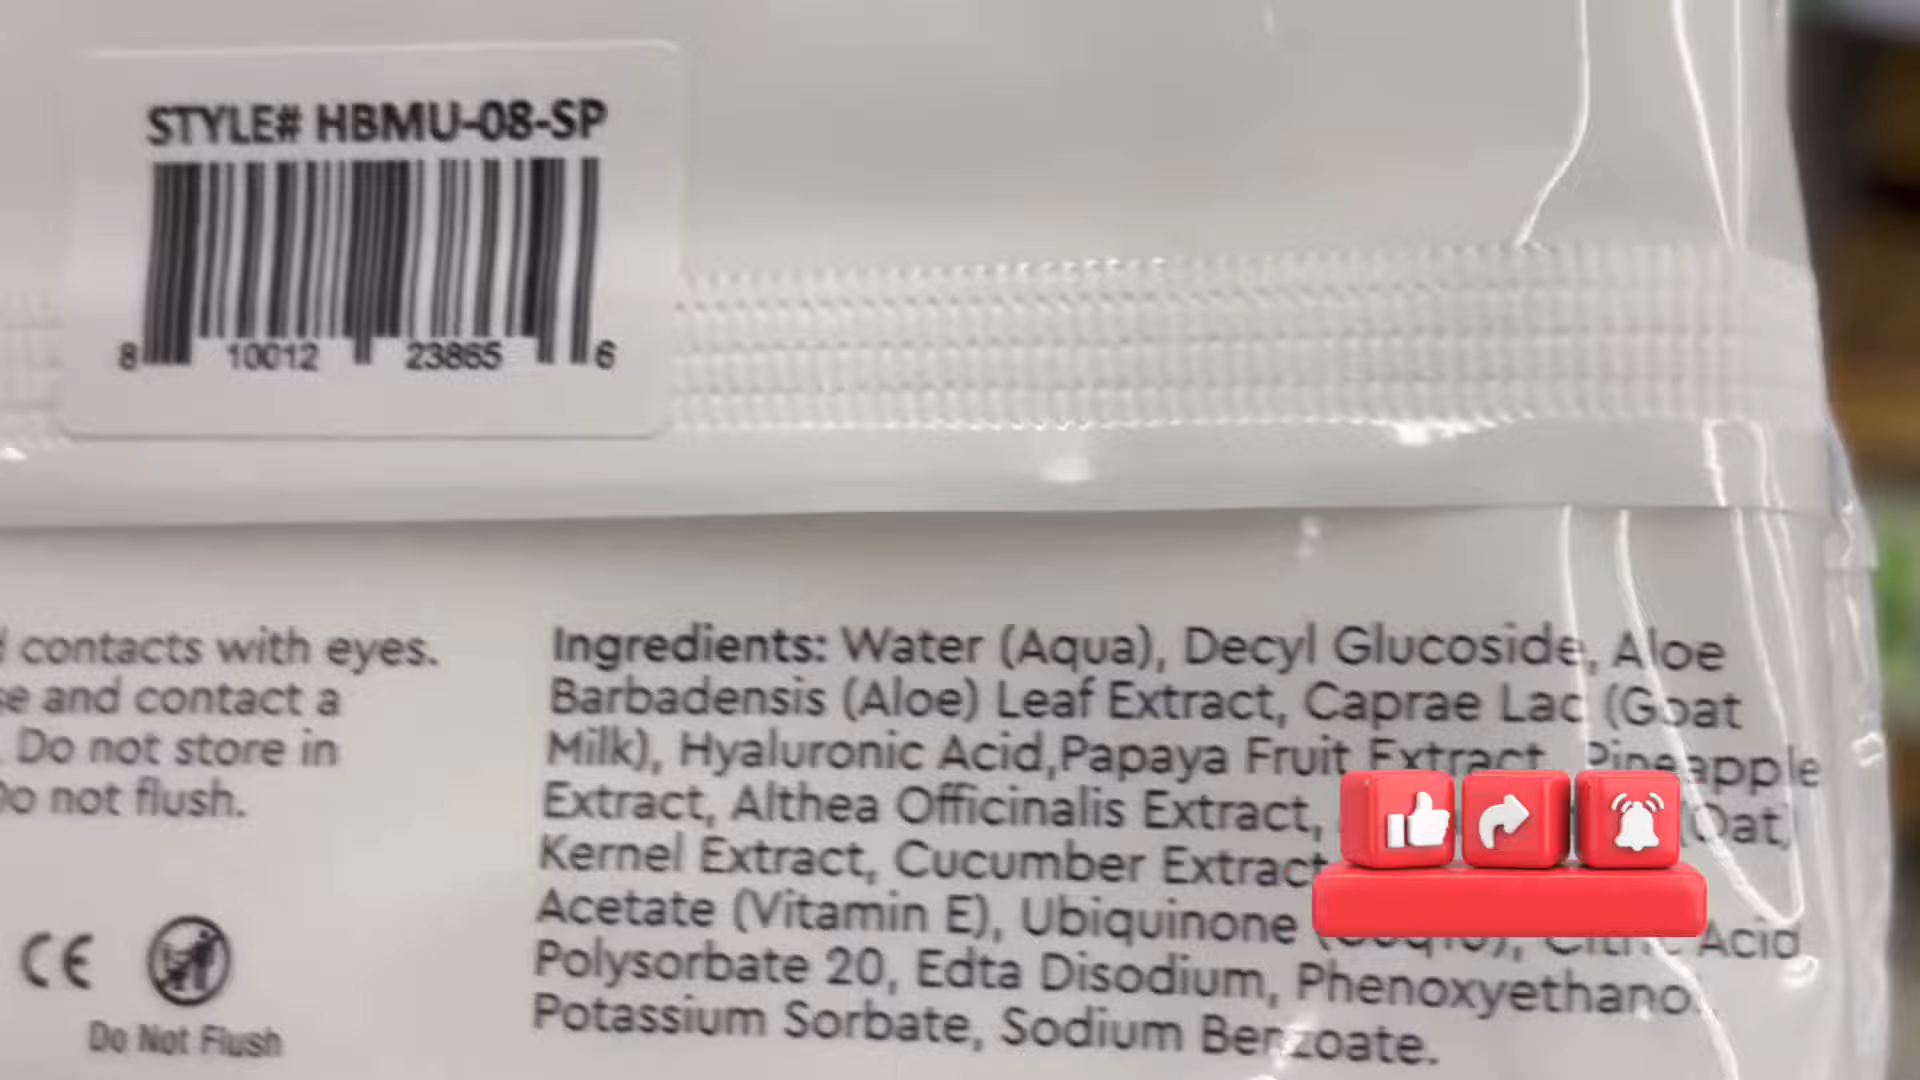 STYLE# HBMU-08-SP
8 10012 23865 6
contacts with eyes.
and contact a
Do not store in
Do not flush.
CE
Do Not Flush
Ingredients: Water (Aqua), Decyl Glucoside, Aloe
Barbadensis (Aloe) Leaf Extract, Caprae Lac (Goat
Milk), Hyaluronic Acid,Papaya Fruit Extract, Pineapple
Extract, Althea Officinalis Extract, (Oat)
Kernel Extract, Cucumber Extract
Acetate (Vitamin E), Ubiquinone (CoQ10), Citric Acid
Polysorbate 20, Edta Disodium, Phenoxyethanol
Potassium Sorbate, Sodium Benzoate.